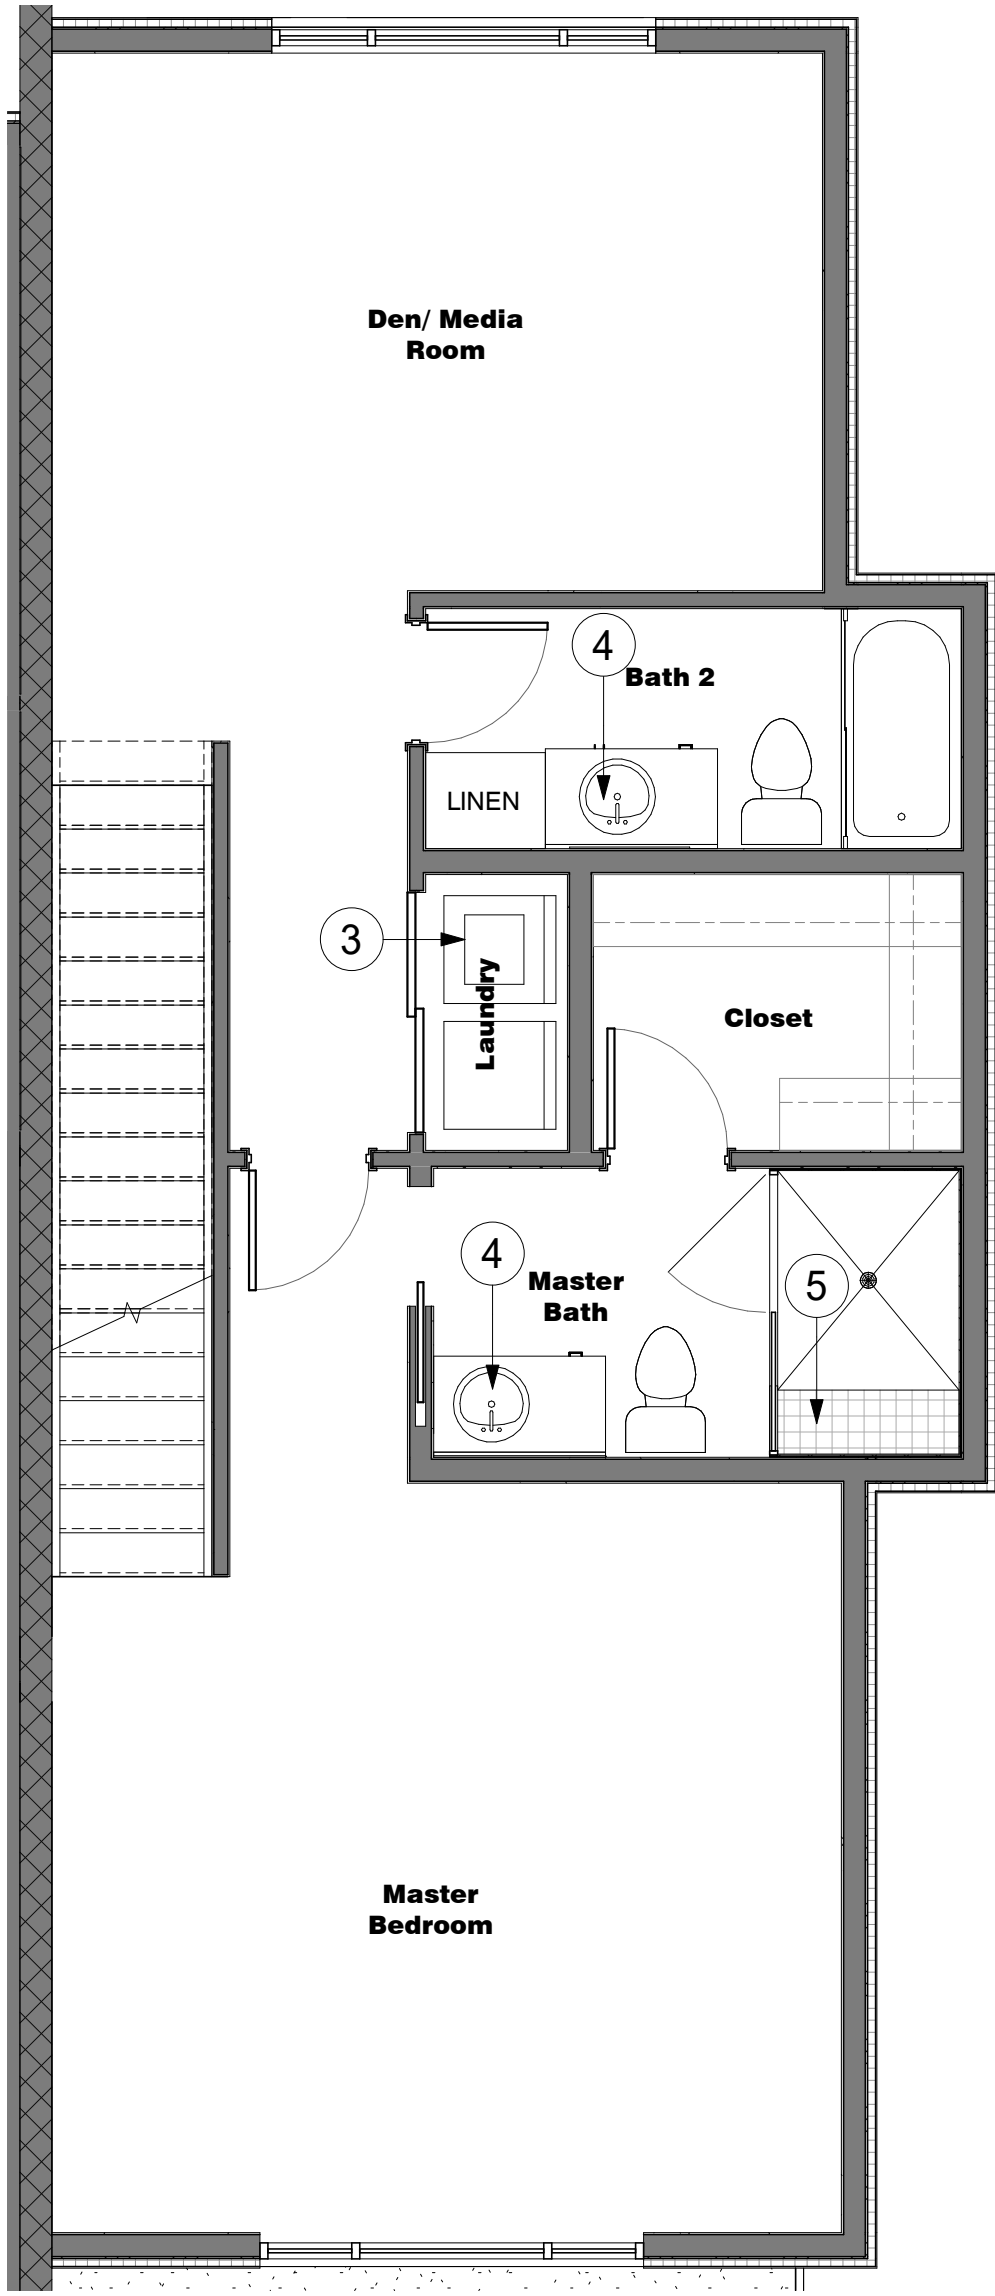 Den/ Media
Room
4
Bath 2
LINEN
3
Laundry
Closet
4
Master
Bath
5
Master
Bedroom